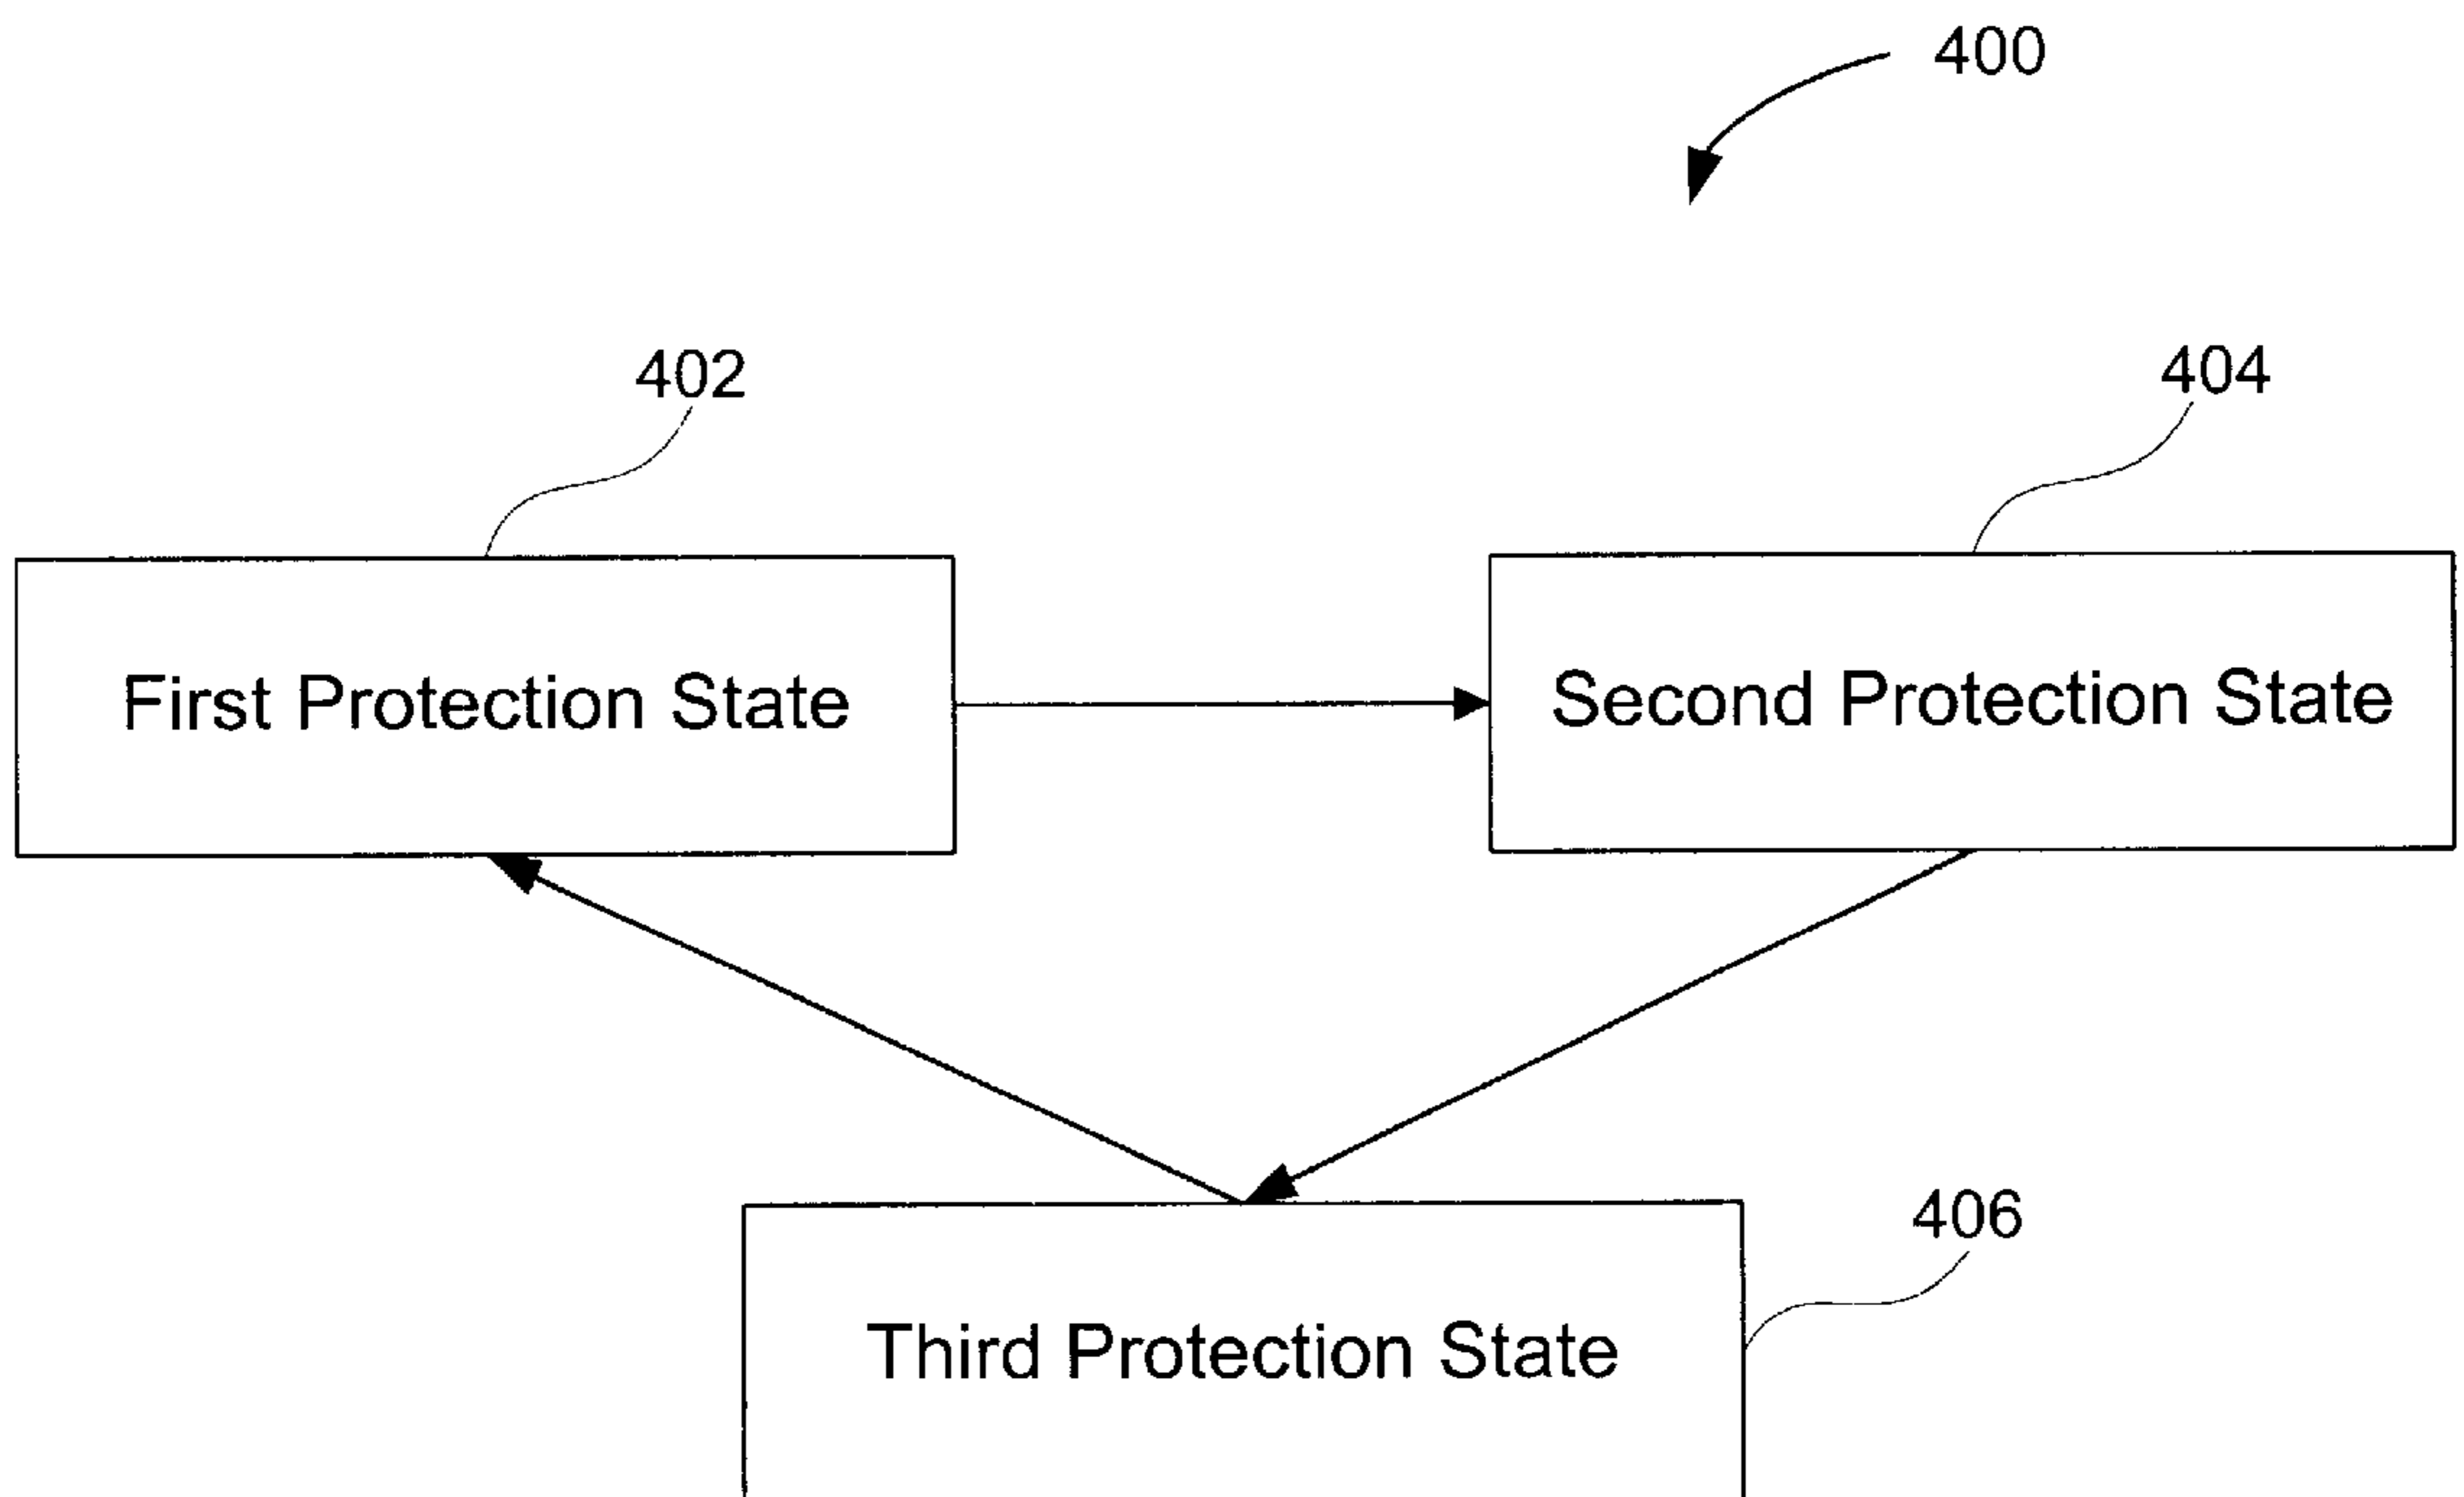 400
402
404
First Protection State
Second Protection State
406
Third Protection State